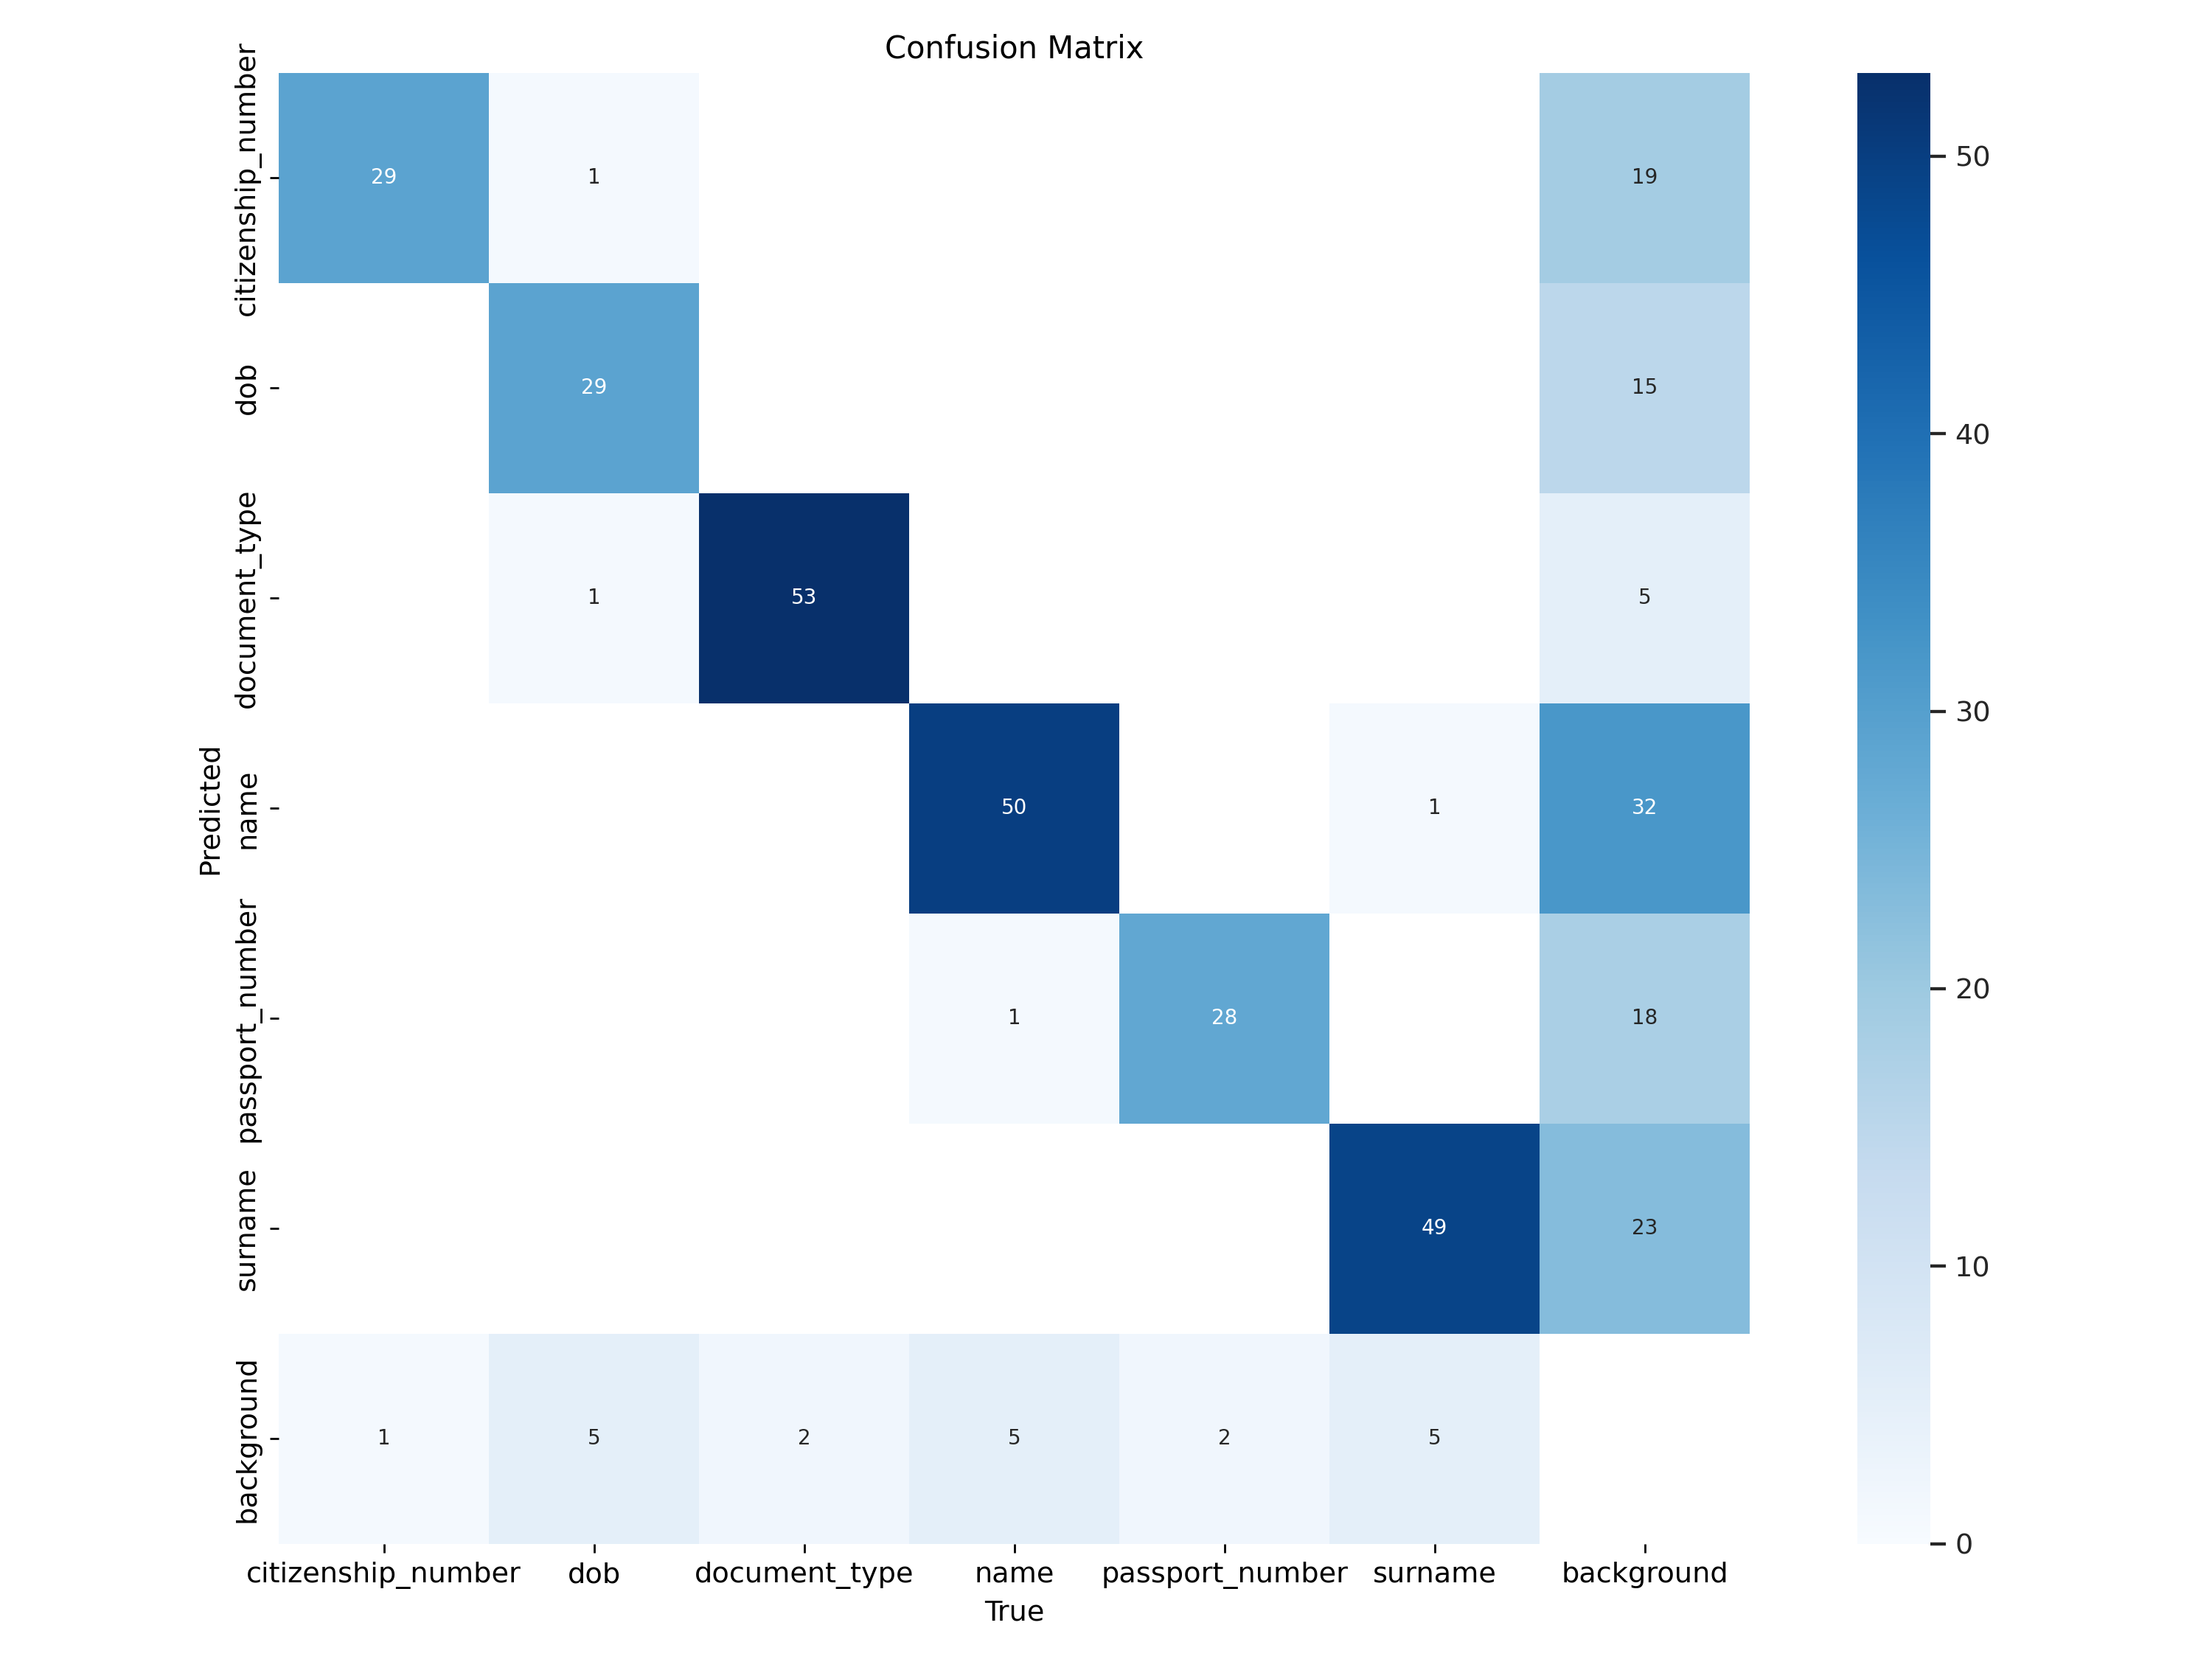 Confusion Matrix
citizenship_number
29
1
19
50
dob
29
15
40
document_type
1
53
5
30
Predicted
name
50
1
32
passport_number
1
28
18
20
surname
49
23
10
background
1
5
2
5
2
5
0
citizenship_number
dob
document_type
name
passport_number
surname
background
True